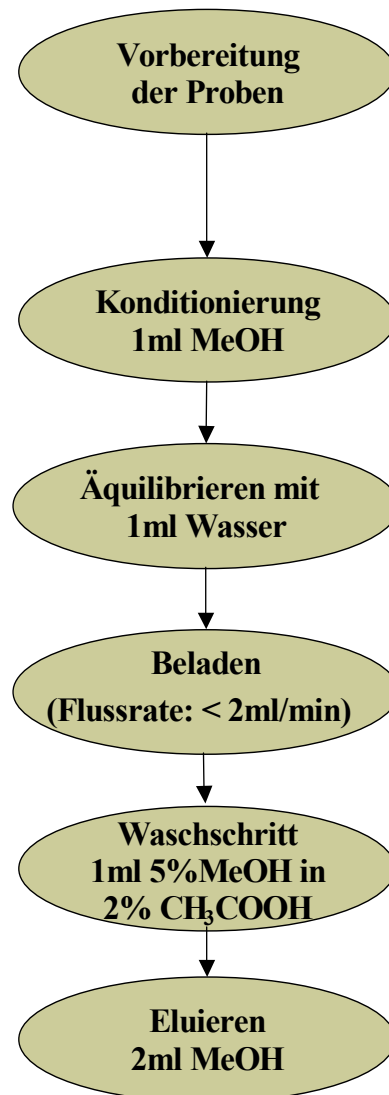 Vorbereitung
der Proben
Konditionierung
1ml MeOH
Äquilibrieren mit
1ml Wasser
Beladen
(Flussrate: < 2ml/min)
Waschschritt
1ml 5%MeOH in
2% CH₃COOH
Eluieren
2ml MeOH